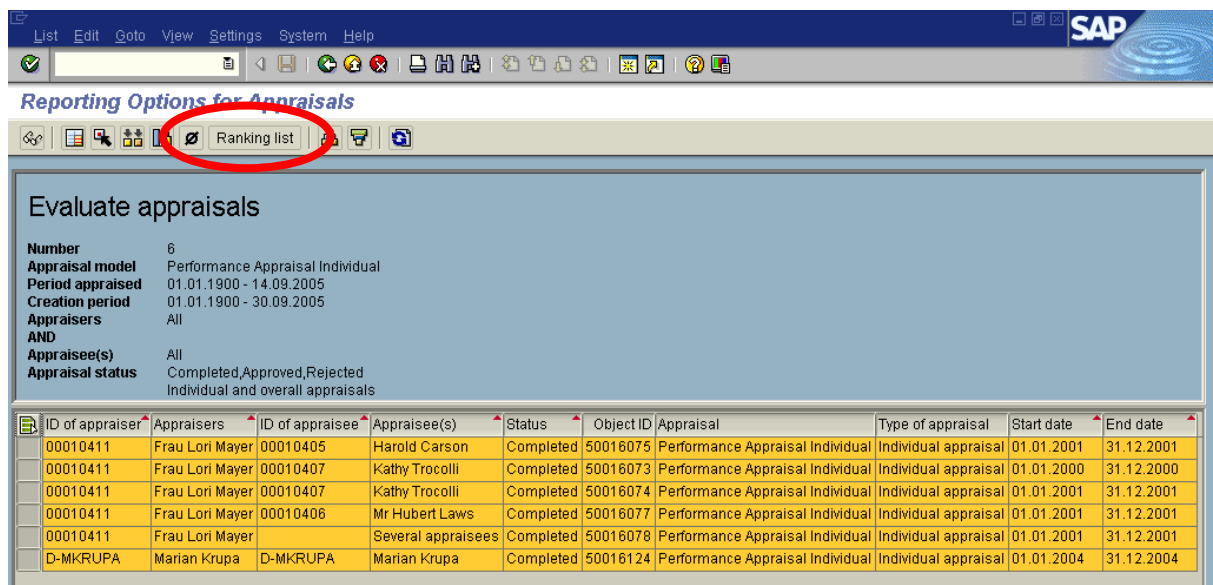 List Edit Goto View Settings System Help
SAP
Reporting Options for Appraisals
Ranking list
Evaluate appraisals
Number 6
Appraisal model Performance Appraisal Individual
Period appraised 01.01.1900 - 14.09.2005
Creation period 01.01.1900 - 30.09.2005
Appraisers All
AND
Appraisee(s) All
Appraisal status Completed,Approved,Rejected
Individual and overall appraisals
ID of appraiser Appraisers ID of appraisee Appraisee(s) Status Object ID Appraisal Type of appraisal Start date End date
00010411 Frau Lori Mayer 00010405 Harold Carson Completed 50016075 Performance Appraisal Individual Individual appraisal 01.01.2001 31.12.2001
00010411 Frau Lori Mayer 00010407 Kathy Trocolli Completed 50016073 Performance Appraisal Individual Individual appraisal 01.01.2000 31.12.2000
00010411 Frau Lori Mayer 00010407 Kathy Trocolli Completed 50016074 Performance Appraisal Individual Individual appraisal 01.01.2001 31.12.2001
00010411 Frau Lori Mayer 00010406 Mr Hubert Laws Completed 50016077 Performance Appraisal Individual Individual appraisal 01.01.2001 31.12.2001
00010411 Frau Lori Mayer Several appraisees Completed 50016078 Performance Appraisal Individual Individual appraisal 01.01.2001 31.12.2001
D-MKRUPA Marian Krupa D-MKRUPA Marian Krupa Completed 50016124 Performance Appraisal Individual Individual appraisal 01.01.2004 31.12.2004